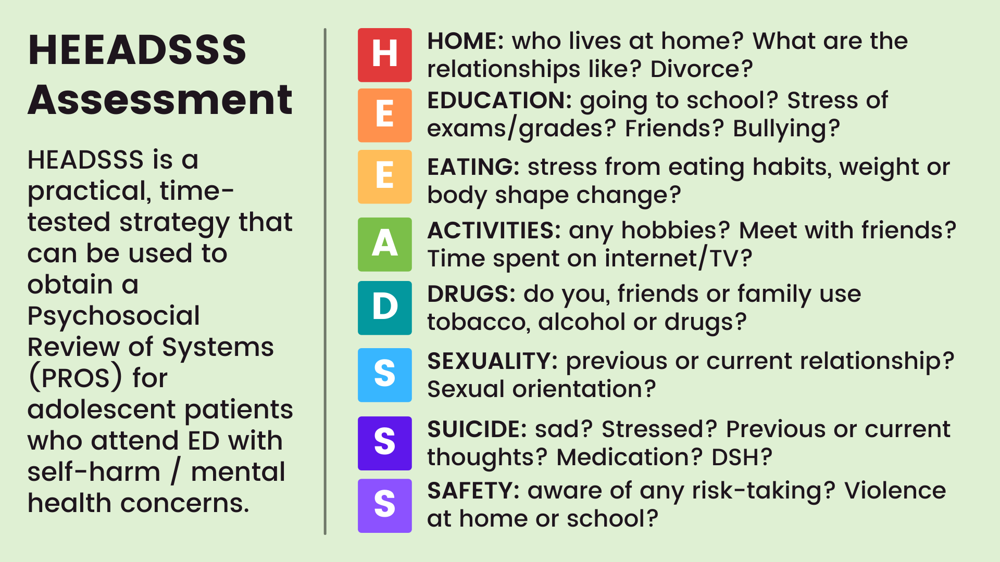 HEEADSSS
Assessment
HEADSSS is a
practical, time-
tested strategy that
can be used to
obtain a
Psychosocial
Review of Systems
(PROS) for
adolescent patients
who attend ED with
self-harm / mental
health concerns.
H
HOME: who lives at home? What are the
relationships like? Divorce?
E
EDUCATION: going to school? Stress of
exams/grades? Friends? Bullying?
E
EATING: stress from eating habits, weight or
body shape change?
A
ACTIVITIES: any hobbies? Meet with friends?
Time spent on internet/TV?
D
DRUGS: do you, friends or family use
tobacco, alcohol or drugs?
S
SEXUALITY: previous or current relationship?
Sexual orientation?
S
SUICIDE: sad? Stressed? Previous or current
thoughts? Medication? DSH?
S
SAFETY: aware of any risk-taking? Violence
at home or school?